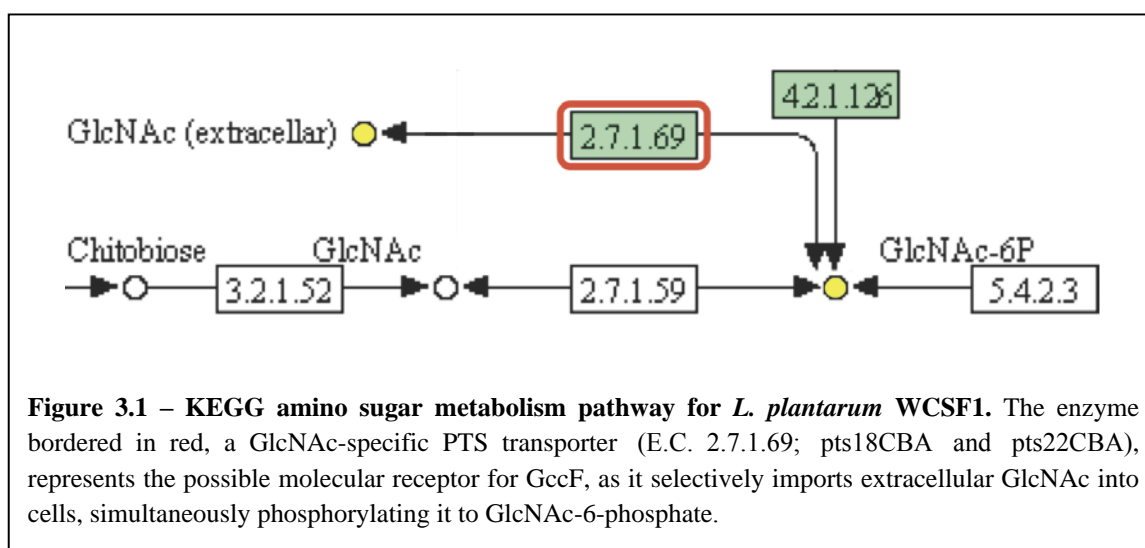 4.2.1.126
GlcNAc (extracellar)
2.7.1.69
Chitobiose
GlcNAc
GlcNAc-6P
3.2.1.52
2.7.1.59
5.4.2.3
Figure 3.1 – KEGG amino sugar metabolism pathway for L. plantarum WCSF1. The enzyme
bordered in red, a GlcNAc-specific PTS transporter (E.C. 2.7.1.69; pts18CBA and pts22CBA),
represents the possible molecular receptor for GccF, as it selectively imports extracellular GlcNAc into
cells, simultaneously phosphorylating it to GlcNAc-6-phosphate.